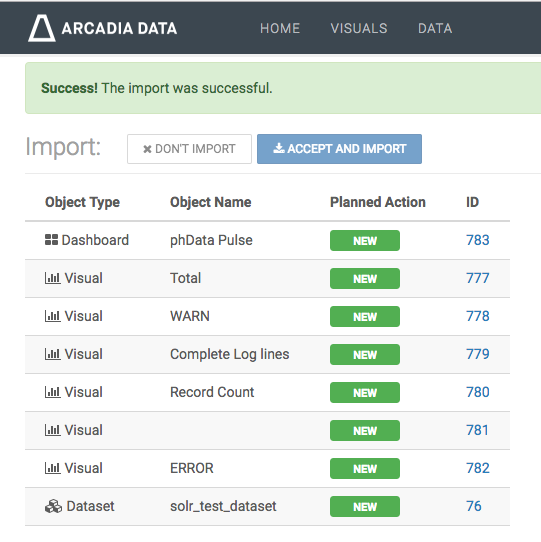 ARCADIA DATA HOME VISUALS DATA
Success! The import was successful.
Import: DON'T IMPORT ACCEPT AND IMPORT
Object Type Object Name Planned Action ID
Dashboard phData Pulse NEW 783
Visual Total NEW 777
Visual WARN NEW 778
Visual Complete Log lines NEW 779
Visual Record Count NEW 780
Visual NEW 781
Visual ERROR NEW 782
Dataset solr_test_dataset NEW 76